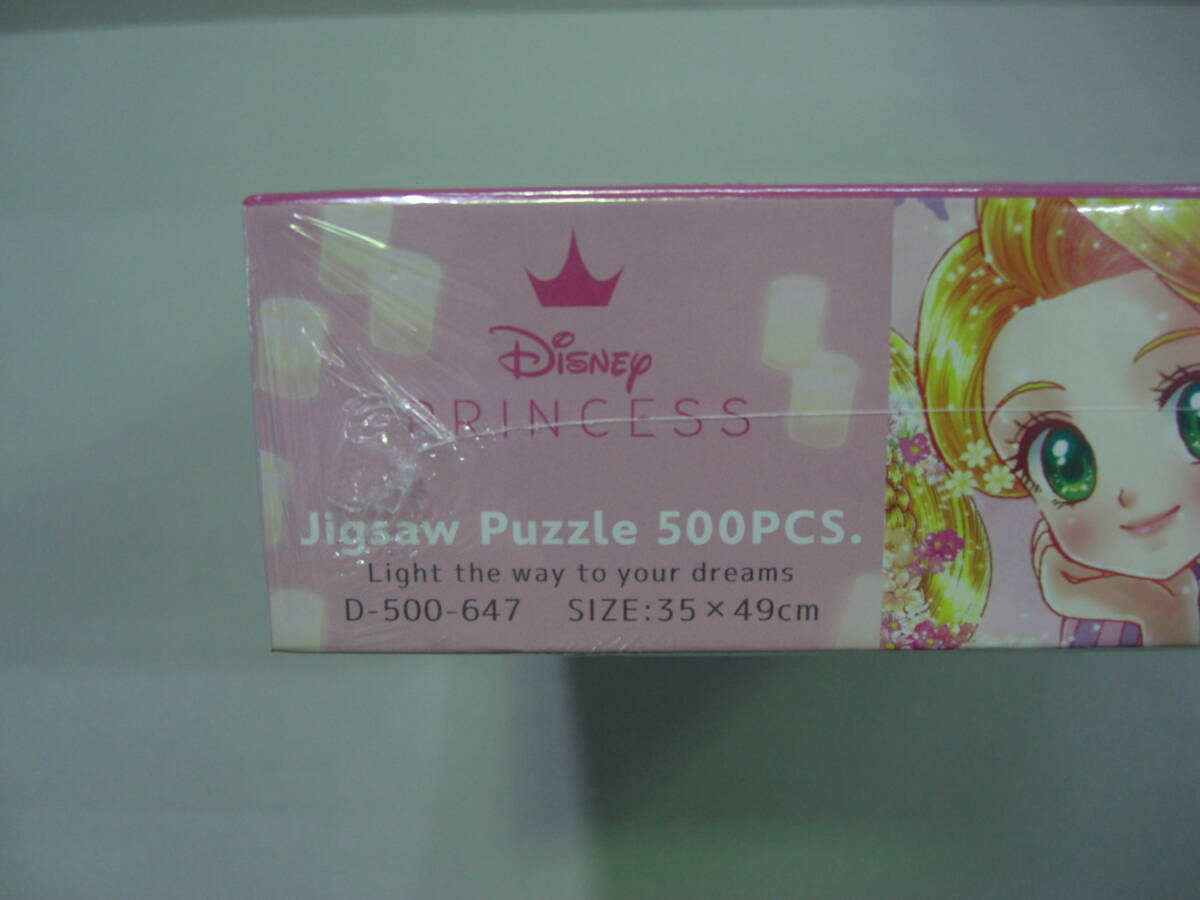 Disney
PRINCESS
Jigsaw Puzzle 500PCS.
Light the way to your dreams
D-500-647 SIZE:35×49cm